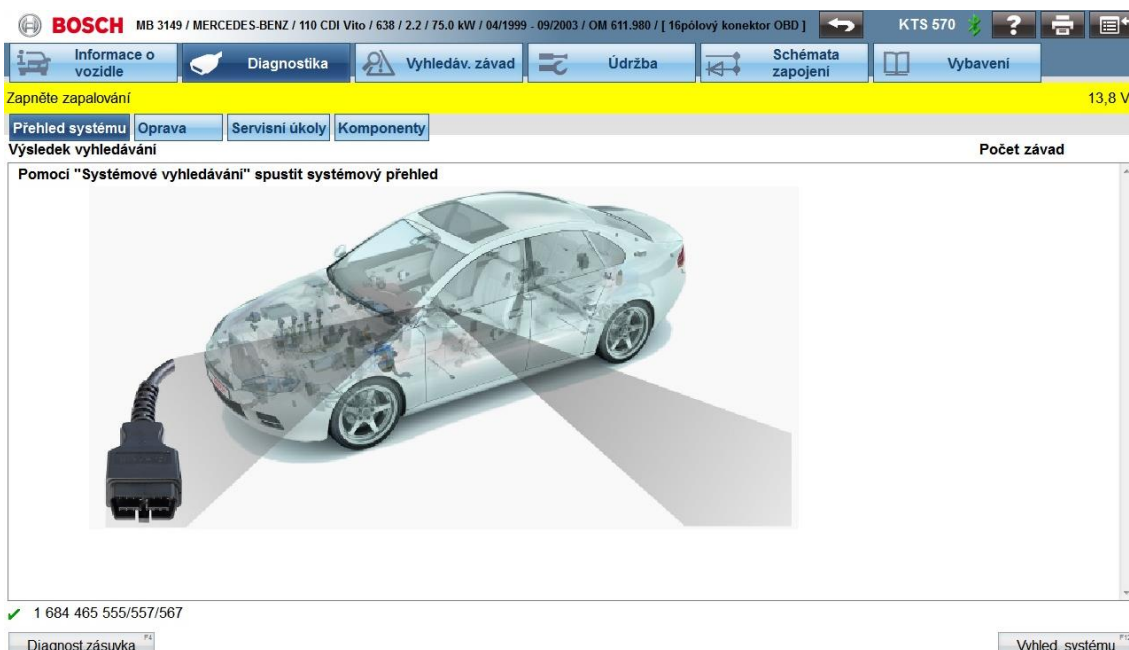 BOSCH MB 3149 / MERCEDES-BENZ / 110 CDI Vito / 638 / 2.2 / 75.0 kW / 04/1999 - 09/2003 / OM 611.980 / [ 16pólový konektor OBD ] KTS 570 ?
Informace o vozidle
Diagnostika
Vyhledáv. závad
Údržba
Schémata zapojení
Vybavení
Zapněte zapalování 13,8 V
Přehled systému Oprava Servisní úkoly Komponenty
Výsledek vyhledávání Počet závad
Pomocí "Systémové vyhledávání" spustit systémový přehled
✓ 1 684 465 555/557/567
Diagnost.zásuvka F4 Vyhled. systému F12